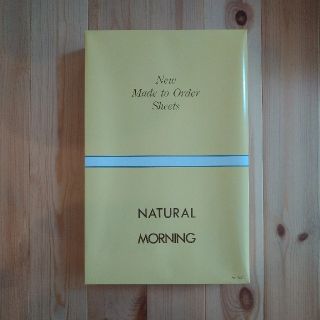 New
Made to Order
Sheets
NATURAL
MORNING